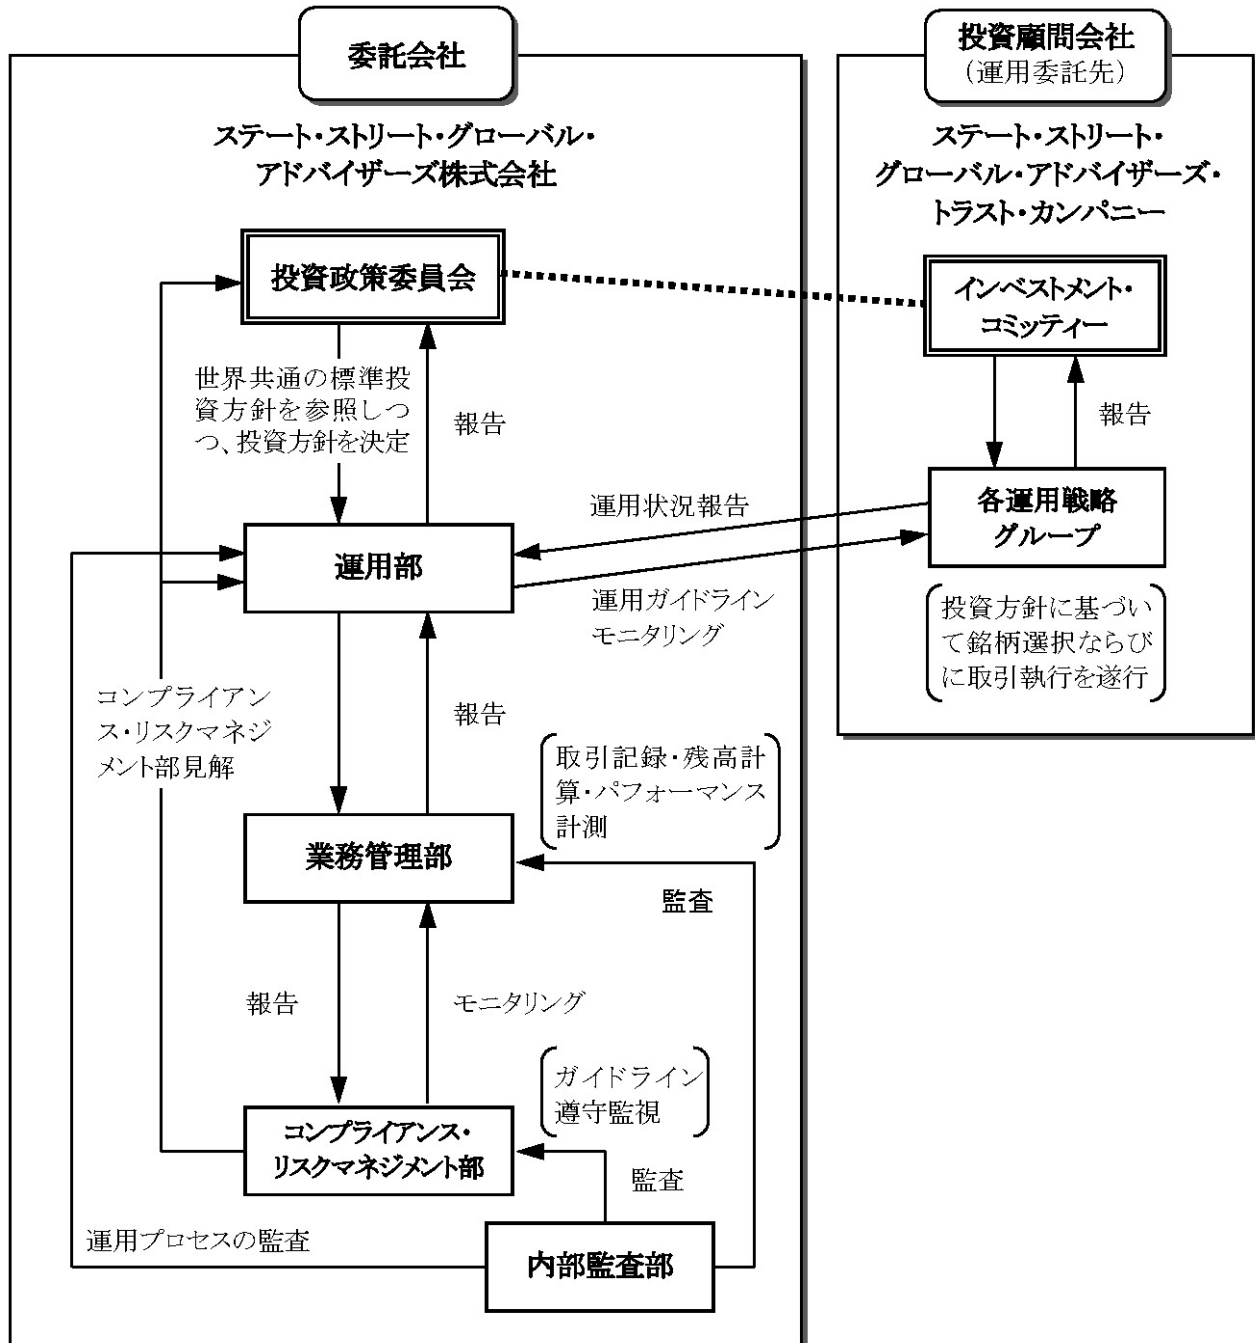 委託会社
ステート・ストリート・グローバル・
アドバイザーズ株式会社
投資政策委員会
世界共通の標準投
資方針を参照しつ
つ、投資方針を決定
報告
運用部
コンプライアン
ス・リスクマネジ
メント部見解
報告
取引記録・残高計
算・パフォーマンス
計測
業務管理部
監査
報告
モニタリング
ガイドライン
遵守監視
コンプライアンス・
リスクマネジメント部
監査
運用プロセスの監査
内部監査部
運用状況報告
運用ガイドライン
モニタリング
投資顧問会社
（運用委託先）
ステート・ストリート・
グローバル・アドバイザーズ・
トラスト・カンパニー
インベストメント・
コミッティー
報告
各運用戦略
グループ
投資方針に基づい
て銘柄選択ならび
に取引執行を遂行